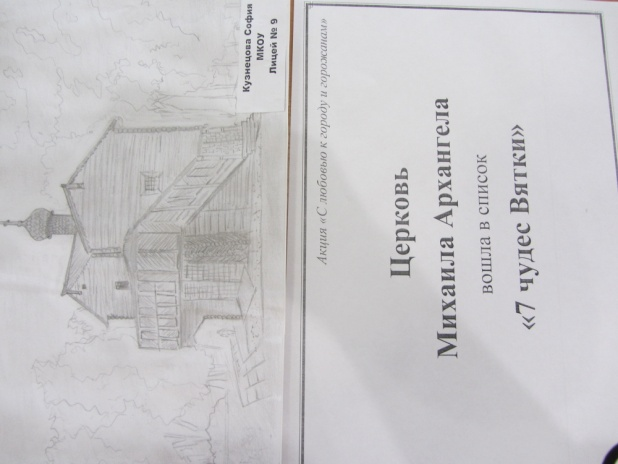 Кузнецова София
МКОУ
Лицей № 9
Акция «С любовью к городу и горожанам»
Церковь
Михаила Архангела
вошла в список
«7 чудес Вятки»